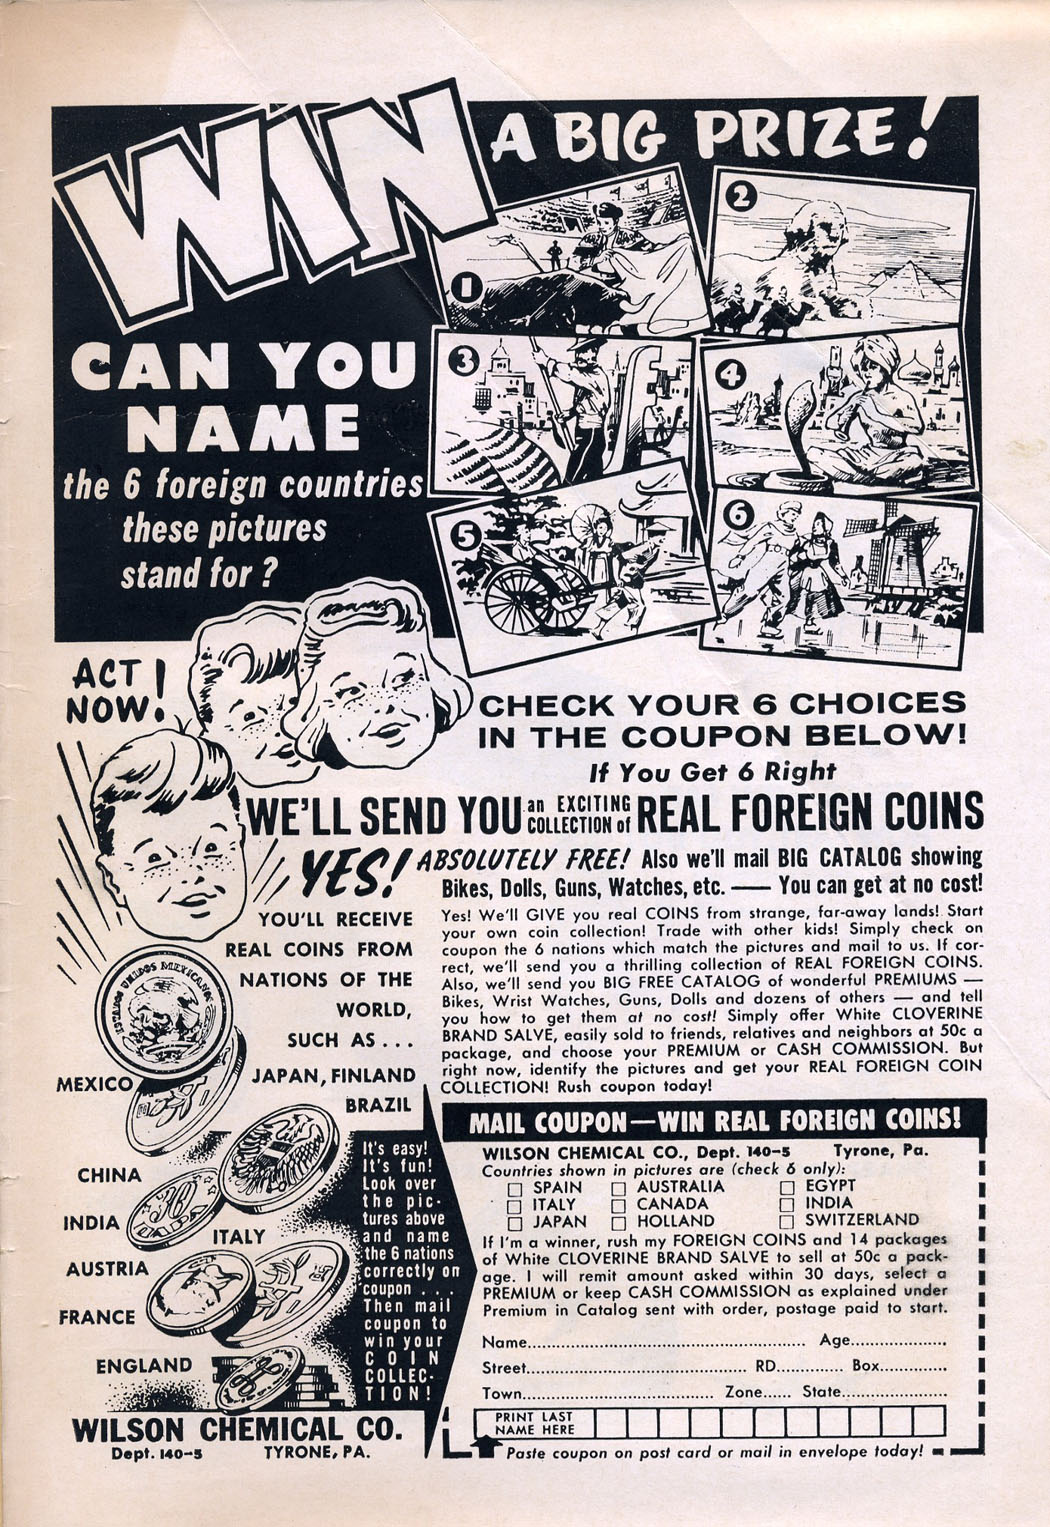 WIN A BIG PRIZE!
1
2
3
4
5
6
CAN YOU
NAME
the 6 foreign countries
these pictures
stand for?
ACT
NOW!
CHECK YOUR 6 CHOICES
IN THE COUPON BELOW!
If You Get 6 Right
WE'LL SEND YOU an EXCITING COLLECTION of REAL FOREIGN COINS
YES! ABSOLUTELY FREE! Also we'll mail BIG CATALOG showing
Bikes, Dolls, Guns, Watches, etc. — You can get at no cost!
YOU'LL RECEIVE
REAL COINS FROM
NATIONS OF THE
WORLD,
SUCH AS...
JAPAN, FINLAND
BRAZIL
ESTADOS UNIDOS MEXICANOS
MEXICO
CHINA
INDIA
ITALY
AUSTRIA
FRANCE
ENGLAND
Yes! We'll GIVE you real COINS from strange, far-away lands! Start
your own coin collection! Trade with other kids! Simply check on
coupon the 6 nations which match the pictures and mail to us. If cor-
rect, we'll send you a thrilling collection of REAL FOREIGN COINS.
Also, we'll send you BIG FREE CATALOG of wonderful PREMIUMS —
Bikes, Wrist Watches, Guns, Dolls and dozens of others — and tell
you how to get them at no cost! Simply offer White CLOVERINE
BRAND SALVE, easily sold to friends, relatives and neighbors at 50c a
package, and choose your PREMIUM or CASH COMMISSION. But
right now, identify the pictures and get your REAL FOREIGN COIN
COLLECTION! Rush coupon today!
It's easy!
It's fun!
Look over
the pic-
tures above
and name
the 6 nations
correctly on
coupon . . .
Then mail
coupon to
win your
COIN
COLLEC-
TION!
WILSON CHEMICAL CO.
Dept. 140-5 TYRONE, PA.
MAIL COUPON—WIN REAL FOREIGN COINS!
WILSON CHEMICAL CO., Dept. 140-5 Tyrone, Pa.
Countries shown in pictures are (check 6 only):
□ SPAIN □ AUSTRALIA □ EGYPT
□ ITALY □ CANADA □ INDIA
□ JAPAN □ HOLLAND □ SWITZERLAND
If I'm a winner, rush my FOREIGN COINS and 14 packages
of White CLOVERINE BRAND SALVE to sell at 50c a pack-
age. I will remit amount asked within 30 days, select a
PREMIUM or keep CASH COMMISSION as explained under
Premium in Catalog sent with order, postage paid to start.
Name.......... Age..........
Street.......... RD.......... Box..........
Town.......... Zone...... State..........
PRINT LAST
NAME HERE
Paste coupon on post card or mail in envelope today!